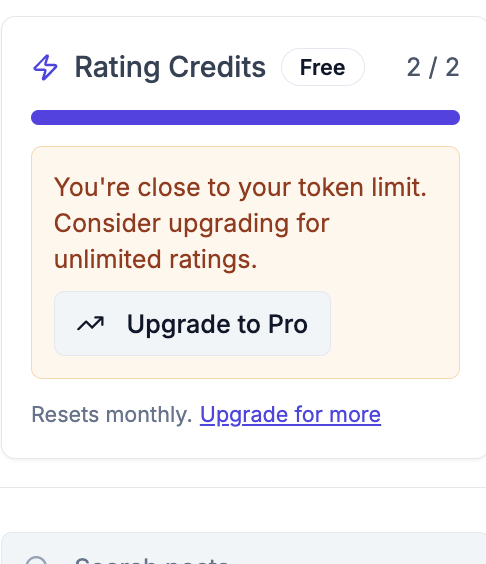 Rating Credits Free 2 / 2
You're close to your token limit.
Consider upgrading for
unlimited ratings.
Upgrade to Pro
Resets monthly. Upgrade for more